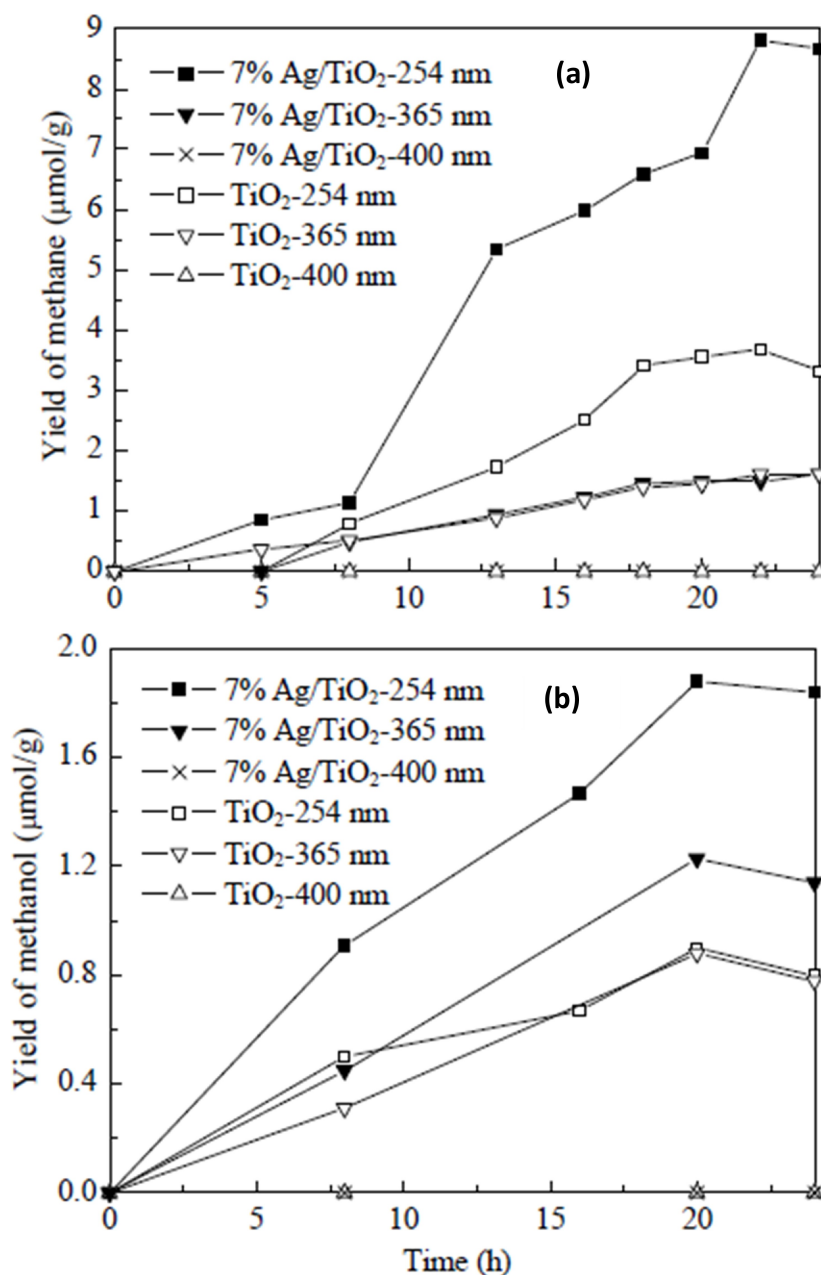 9
8
7
6
5
4
3
2
1
0
Yield of methane (μmol/g)
7% Ag/TiO₂-254 nm
7% Ag/TiO₂-365 nm
7% Ag/TiO₂-400 nm
TiO₂-254 nm
TiO₂-365 nm
TiO₂-400 nm
(a)
0 5 10 15 20
2.0
1.6
1.2
0.8
0.4
0.0
Yield of methanol (μmol/g)
7% Ag/TiO₂-254 nm
7% Ag/TiO₂-365 nm
7% Ag/TiO₂-400 nm
TiO₂-254 nm
TiO₂-365 nm
TiO₂-400 nm
(b)
0 5 10 15 20
Time (h)